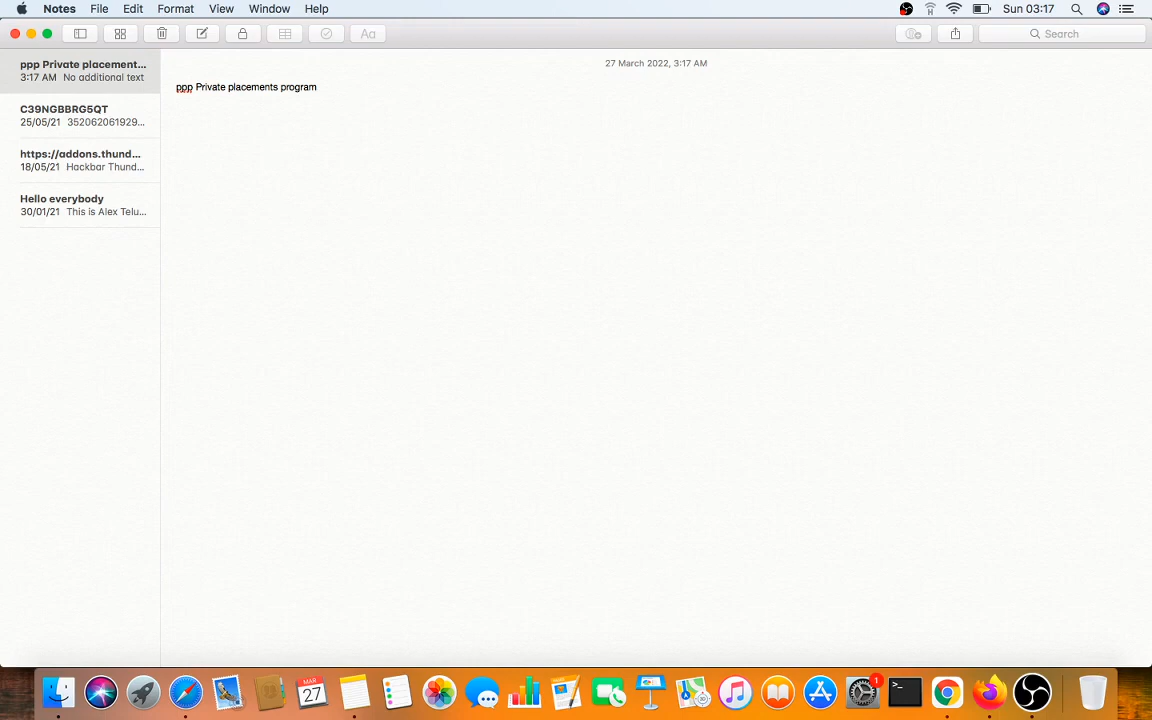 Notes File Edit Format View Window Help Sun 03:17
Aa Search
ppp Private placement...
3:17 AM No additional text
C39NGBBRG5QT
25/05/21 352062061929...
https://addons.thund...
18/05/21 Hackbar Thund...
Hello everybody
30/01/21 This is Alex Telu...
27 March 2022, 3:17 AM
ppp Private placements program
MAR
27
1